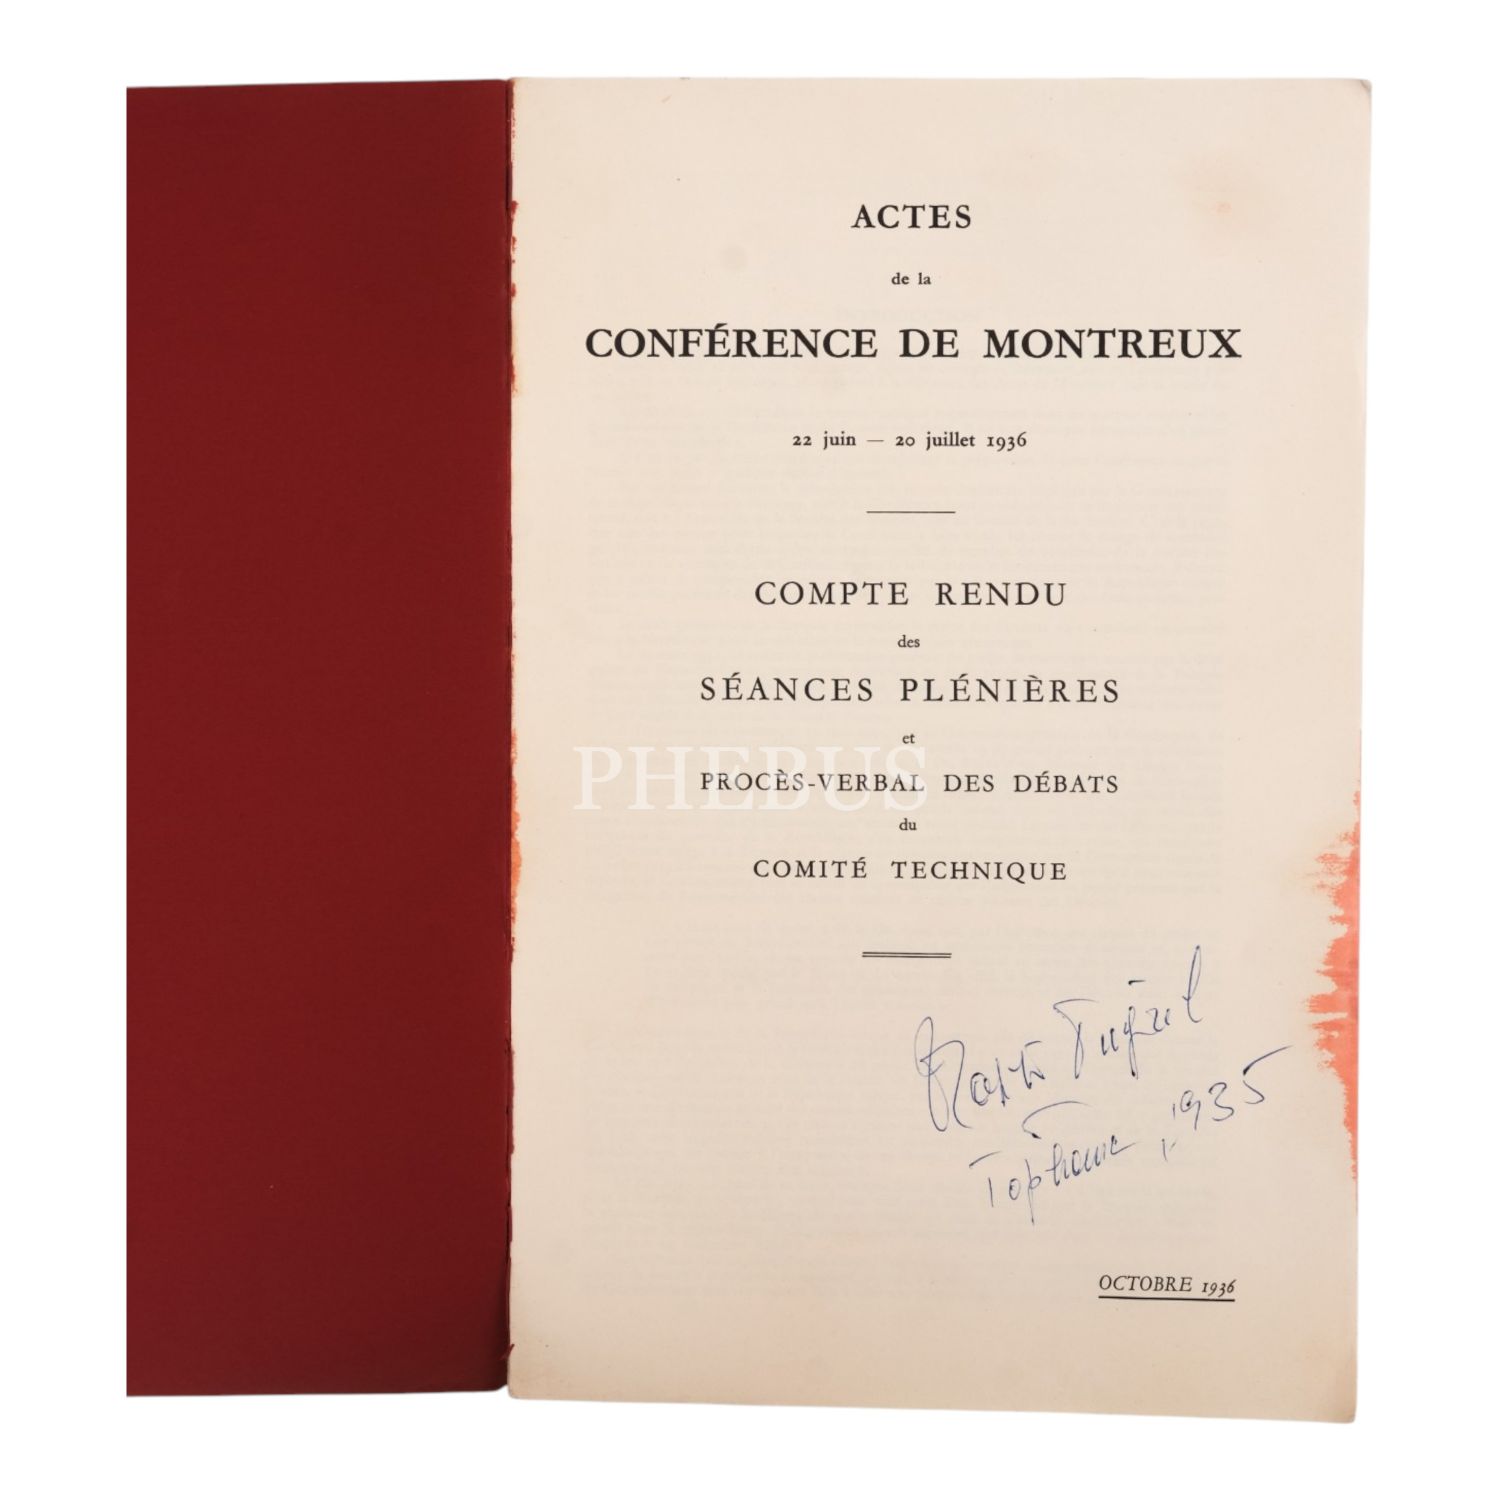 ACTES
de la
CONFÉRENCE DE MONTREUX
22 juin — 20 juillet 1936
COMPTE RENDU
des
SÉANCES PLÉNIÈRES
et
PHEBUS
PROCÈS-VERBAL DES DÉBATS
du
COMITÉ TECHNIQUE
Tophane, 1935
OCTOBRE 1936